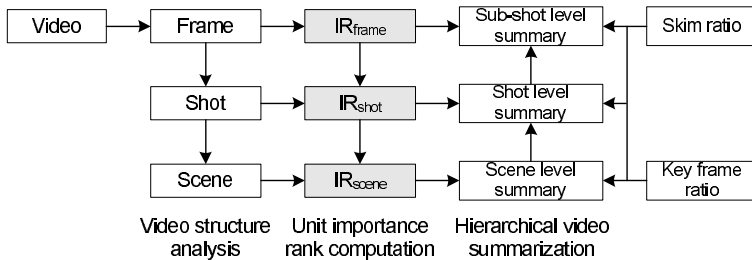 Video
Frame
IRframe
Sub-shot level
summary
Skim ratio
Shot
IRshot
Shot level
summary
Scene
IRscene
Scene level
summary
Key frame
ratio
Video structure
analysis
Unit importance
rank computation
Hierarchical video
summarization